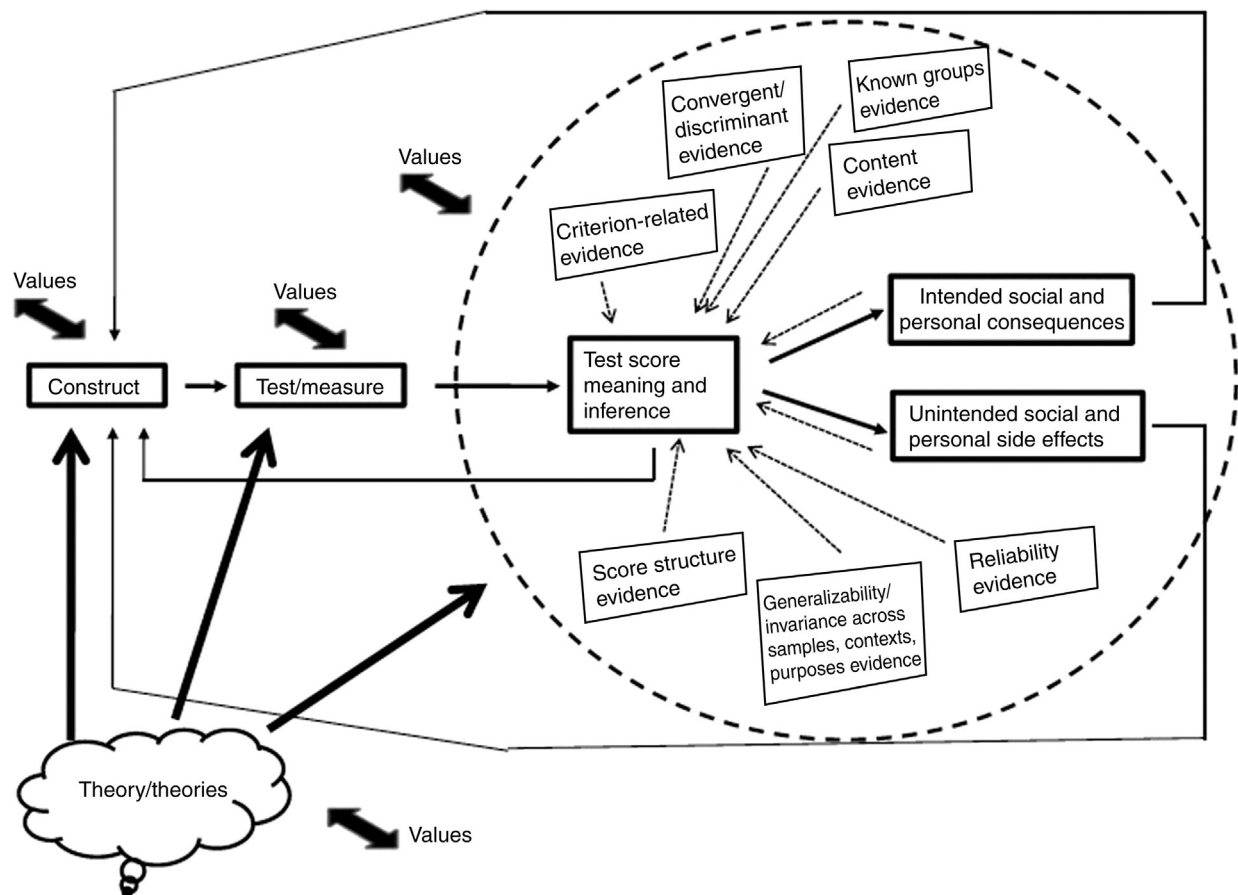 Known groups
evidence
Convergent/
discriminant
evidence
Values
Content
evidence
Criterion-related
evidence
Values
Values
Intended social and
personal consequences
Construct
Test/measure
Test score
meaning and
inference
Unintended social and
personal side effects
Score structure
evidence
Generalizability/
invariance across
samples, contexts,
purposes evidence
Reliability
evidence
Theory/theories
Values